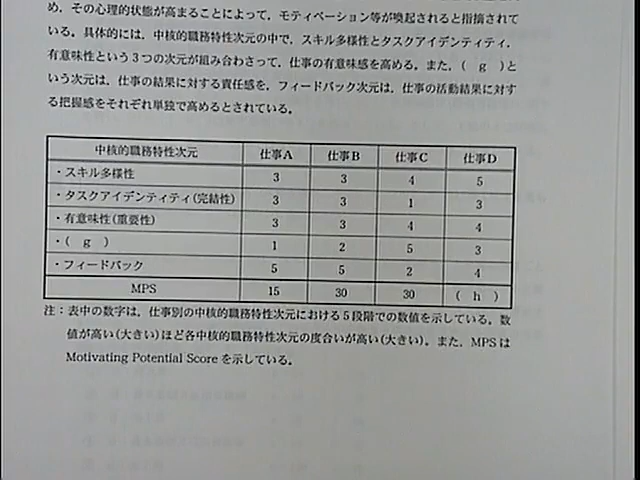 め，その心理的状態が高まることによって，モティベーション等が喚起されると指摘されて
いる。具体的には，中核的職務特性次元の中で，スキル多様性とタスクアイデンティティ，
有意味性という3つの次元が組み合わさって，仕事の有意味感を高める。また，( g )と
いう次元は，仕事の結果に対する責任感を，フィードバック次元は，仕事の活動結果に対す
る把握感をそれぞれ単独で高めるとされている。
中核的職務特性次元 仕事A 仕事B 仕事C 仕事D
・スキル多様性 3 3 4 5
・タスクアイデンティティ(完結性) 3 3 1 3
・有意味性(重要性) 3 3 4 4
・( g ) 1 2 5 3
・フィードバック 5 5 2 4
MPS 15 30 30 ( h )
注：表中の数字は，仕事別の中核的職務特性次元における5段階での数値を示している。数
値が高い(大きい)ほど各中核的職務特性次元の度合いが高い(大きい)。また，MPSは
Motivating Potential Scoreを示している。